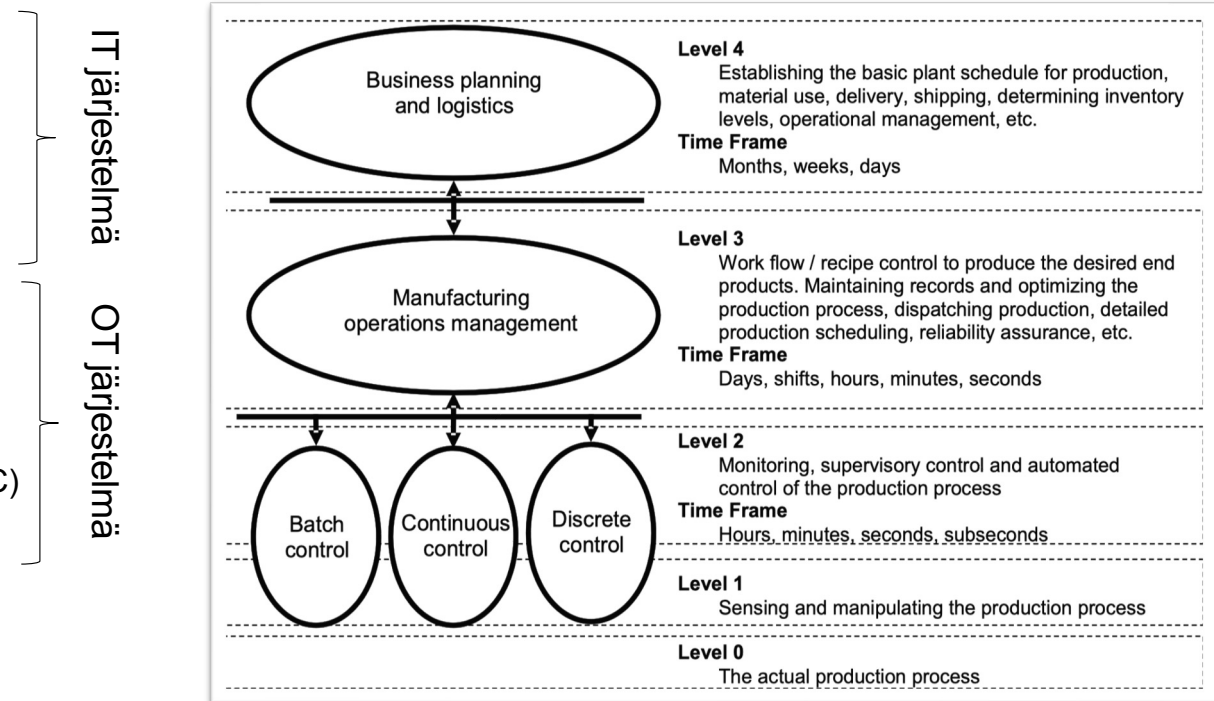 IT järjestelmä
OT järjestelmä
C)
Business planning
and logistics
Level 4
Establishing the basic plant schedule for production,
material use, delivery, shipping, determining inventory
levels, operational management, etc.
Time Frame
Months, weeks, days
Manufacturing
operations management
Level 3
Work flow / recipe control to produce the desired end
products. Maintaining records and optimizing the
production process, dispatching production, detailed
production scheduling, reliability assurance, etc.
Time Frame
Days, shifts, hours, minutes, seconds
Batch
control
Continuous
control
Discrete
control
Level 2
Monitoring, supervisory control and automated
control of the production process
Time Frame
Hours, minutes, seconds, subseconds
Level 1
Sensing and manipulating the production process
Level 0
The actual production process